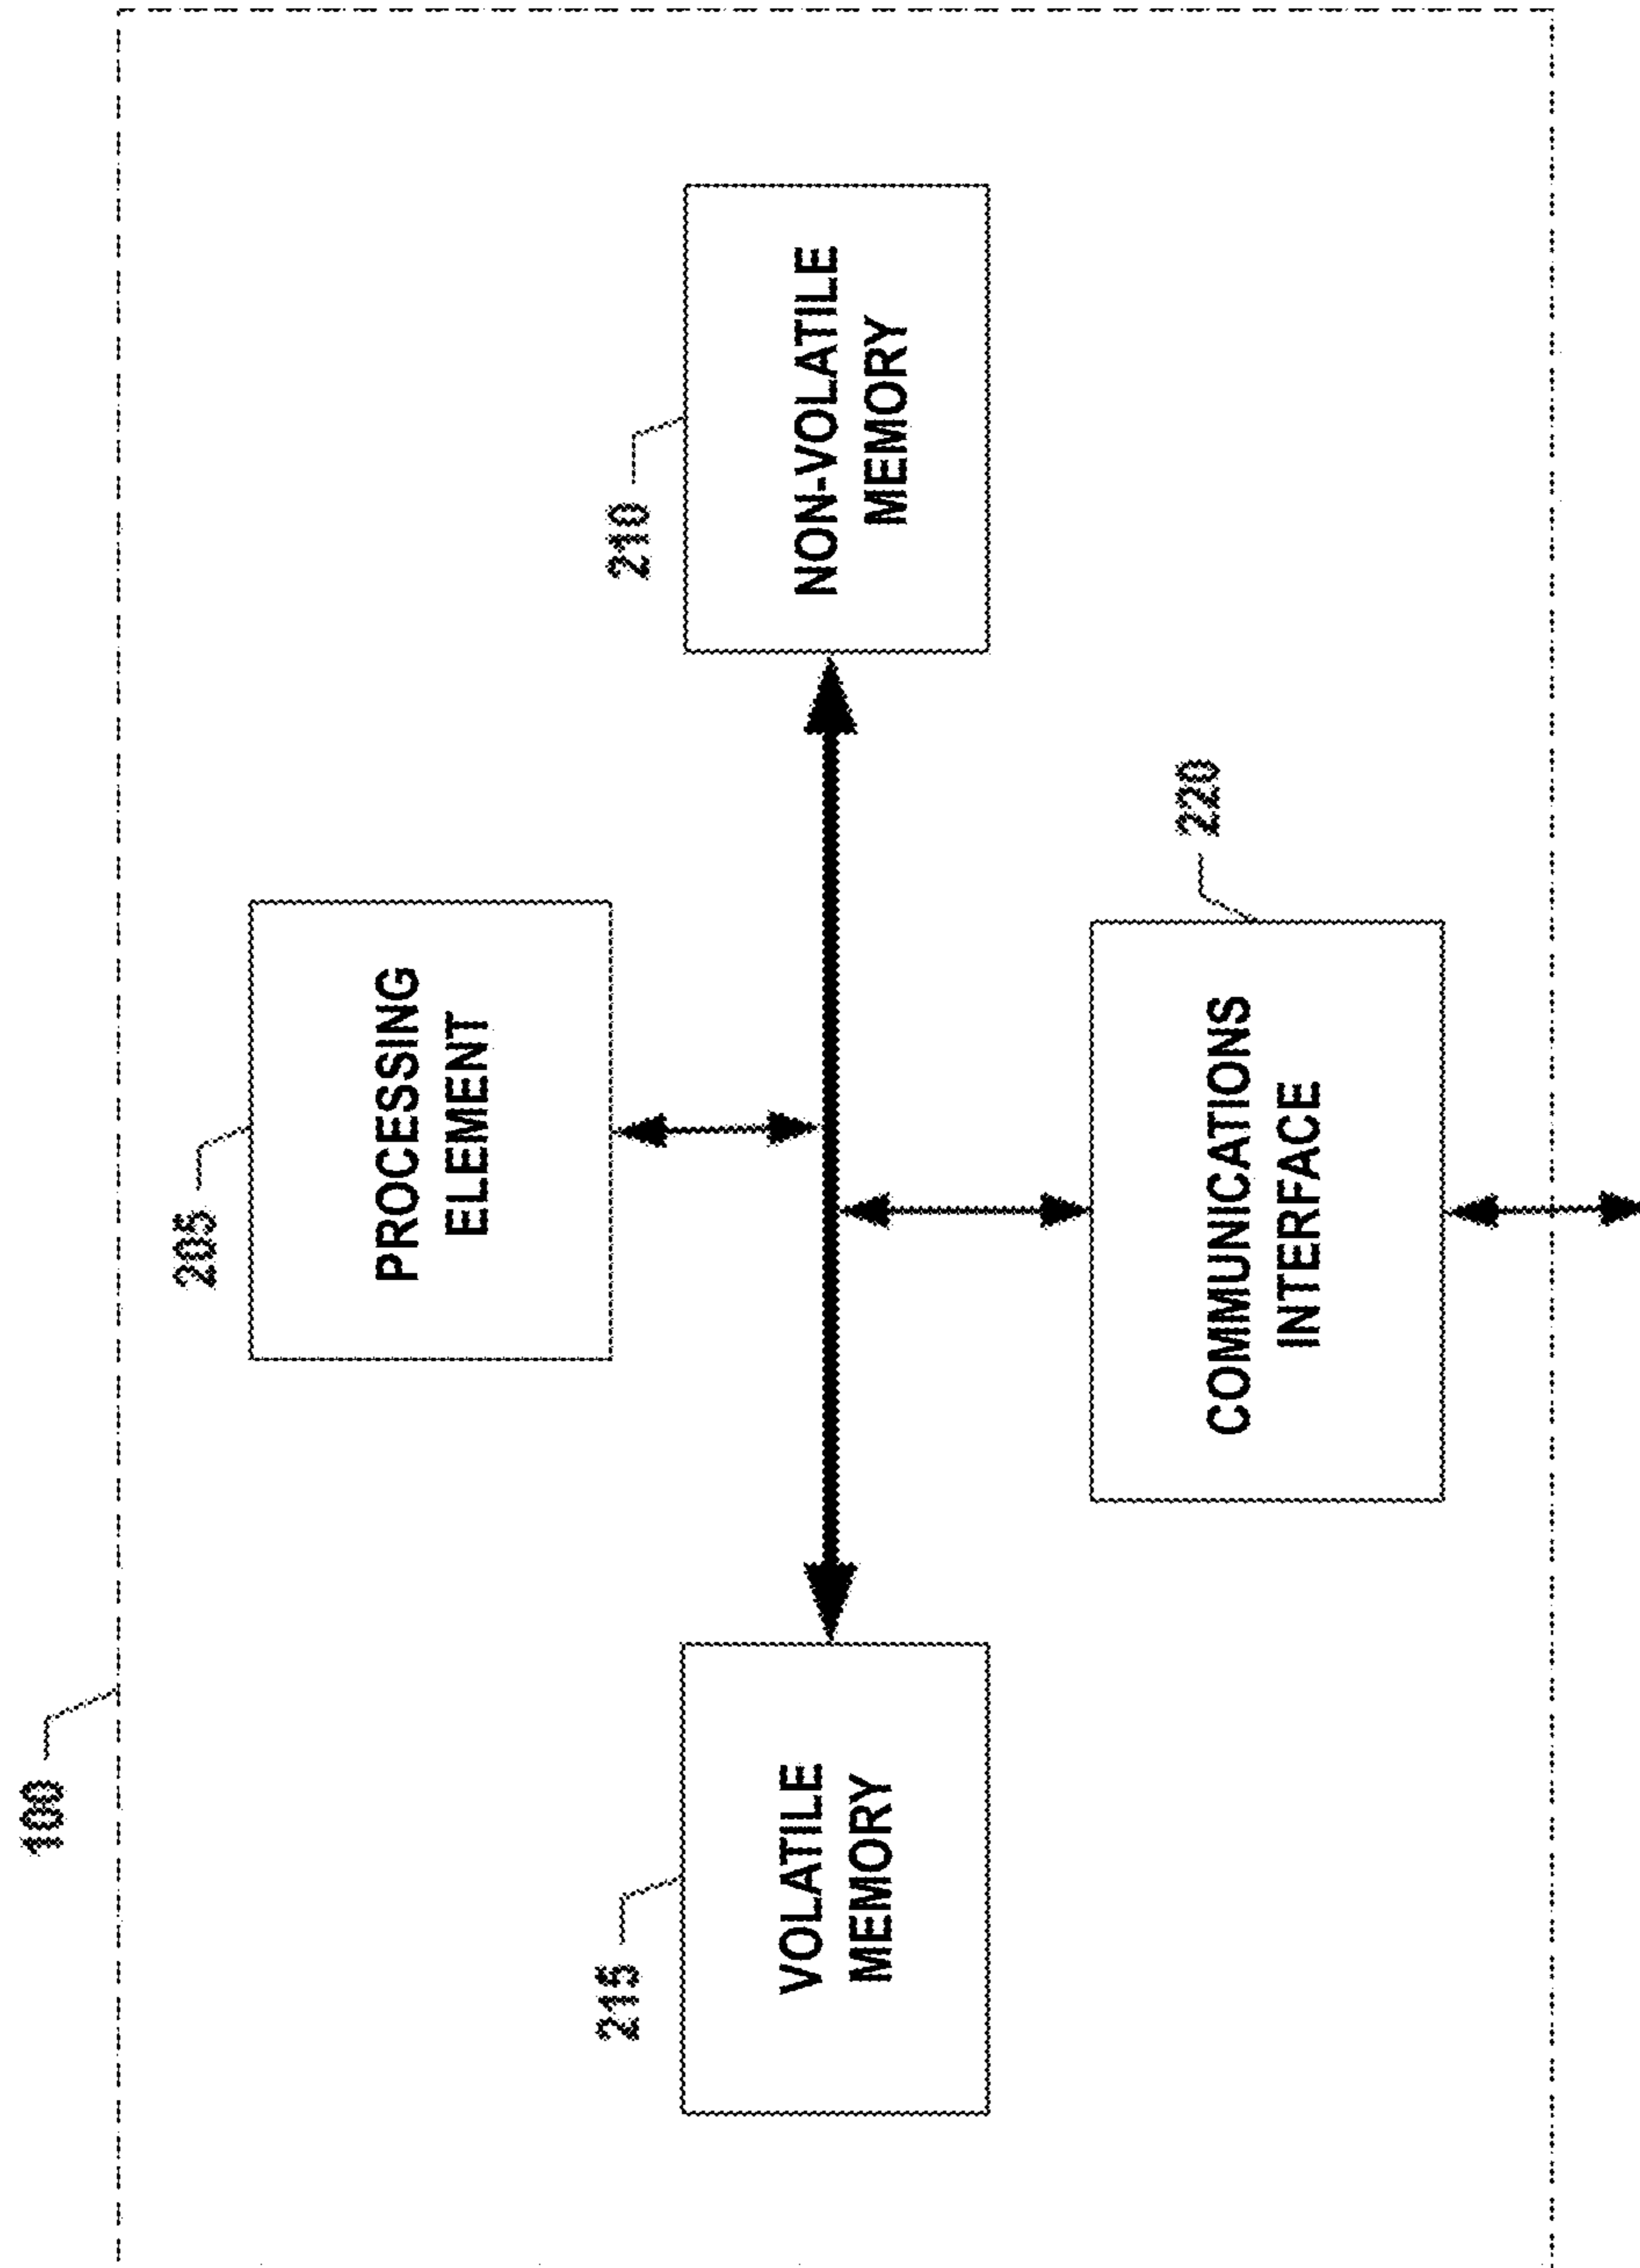 100
205
PROCESSING
ELEMENT
215
VOLATILE
MEMORY
210
NON-VOLATILE
MEMORY
220
COMMUNICATIONS
INTERFACE